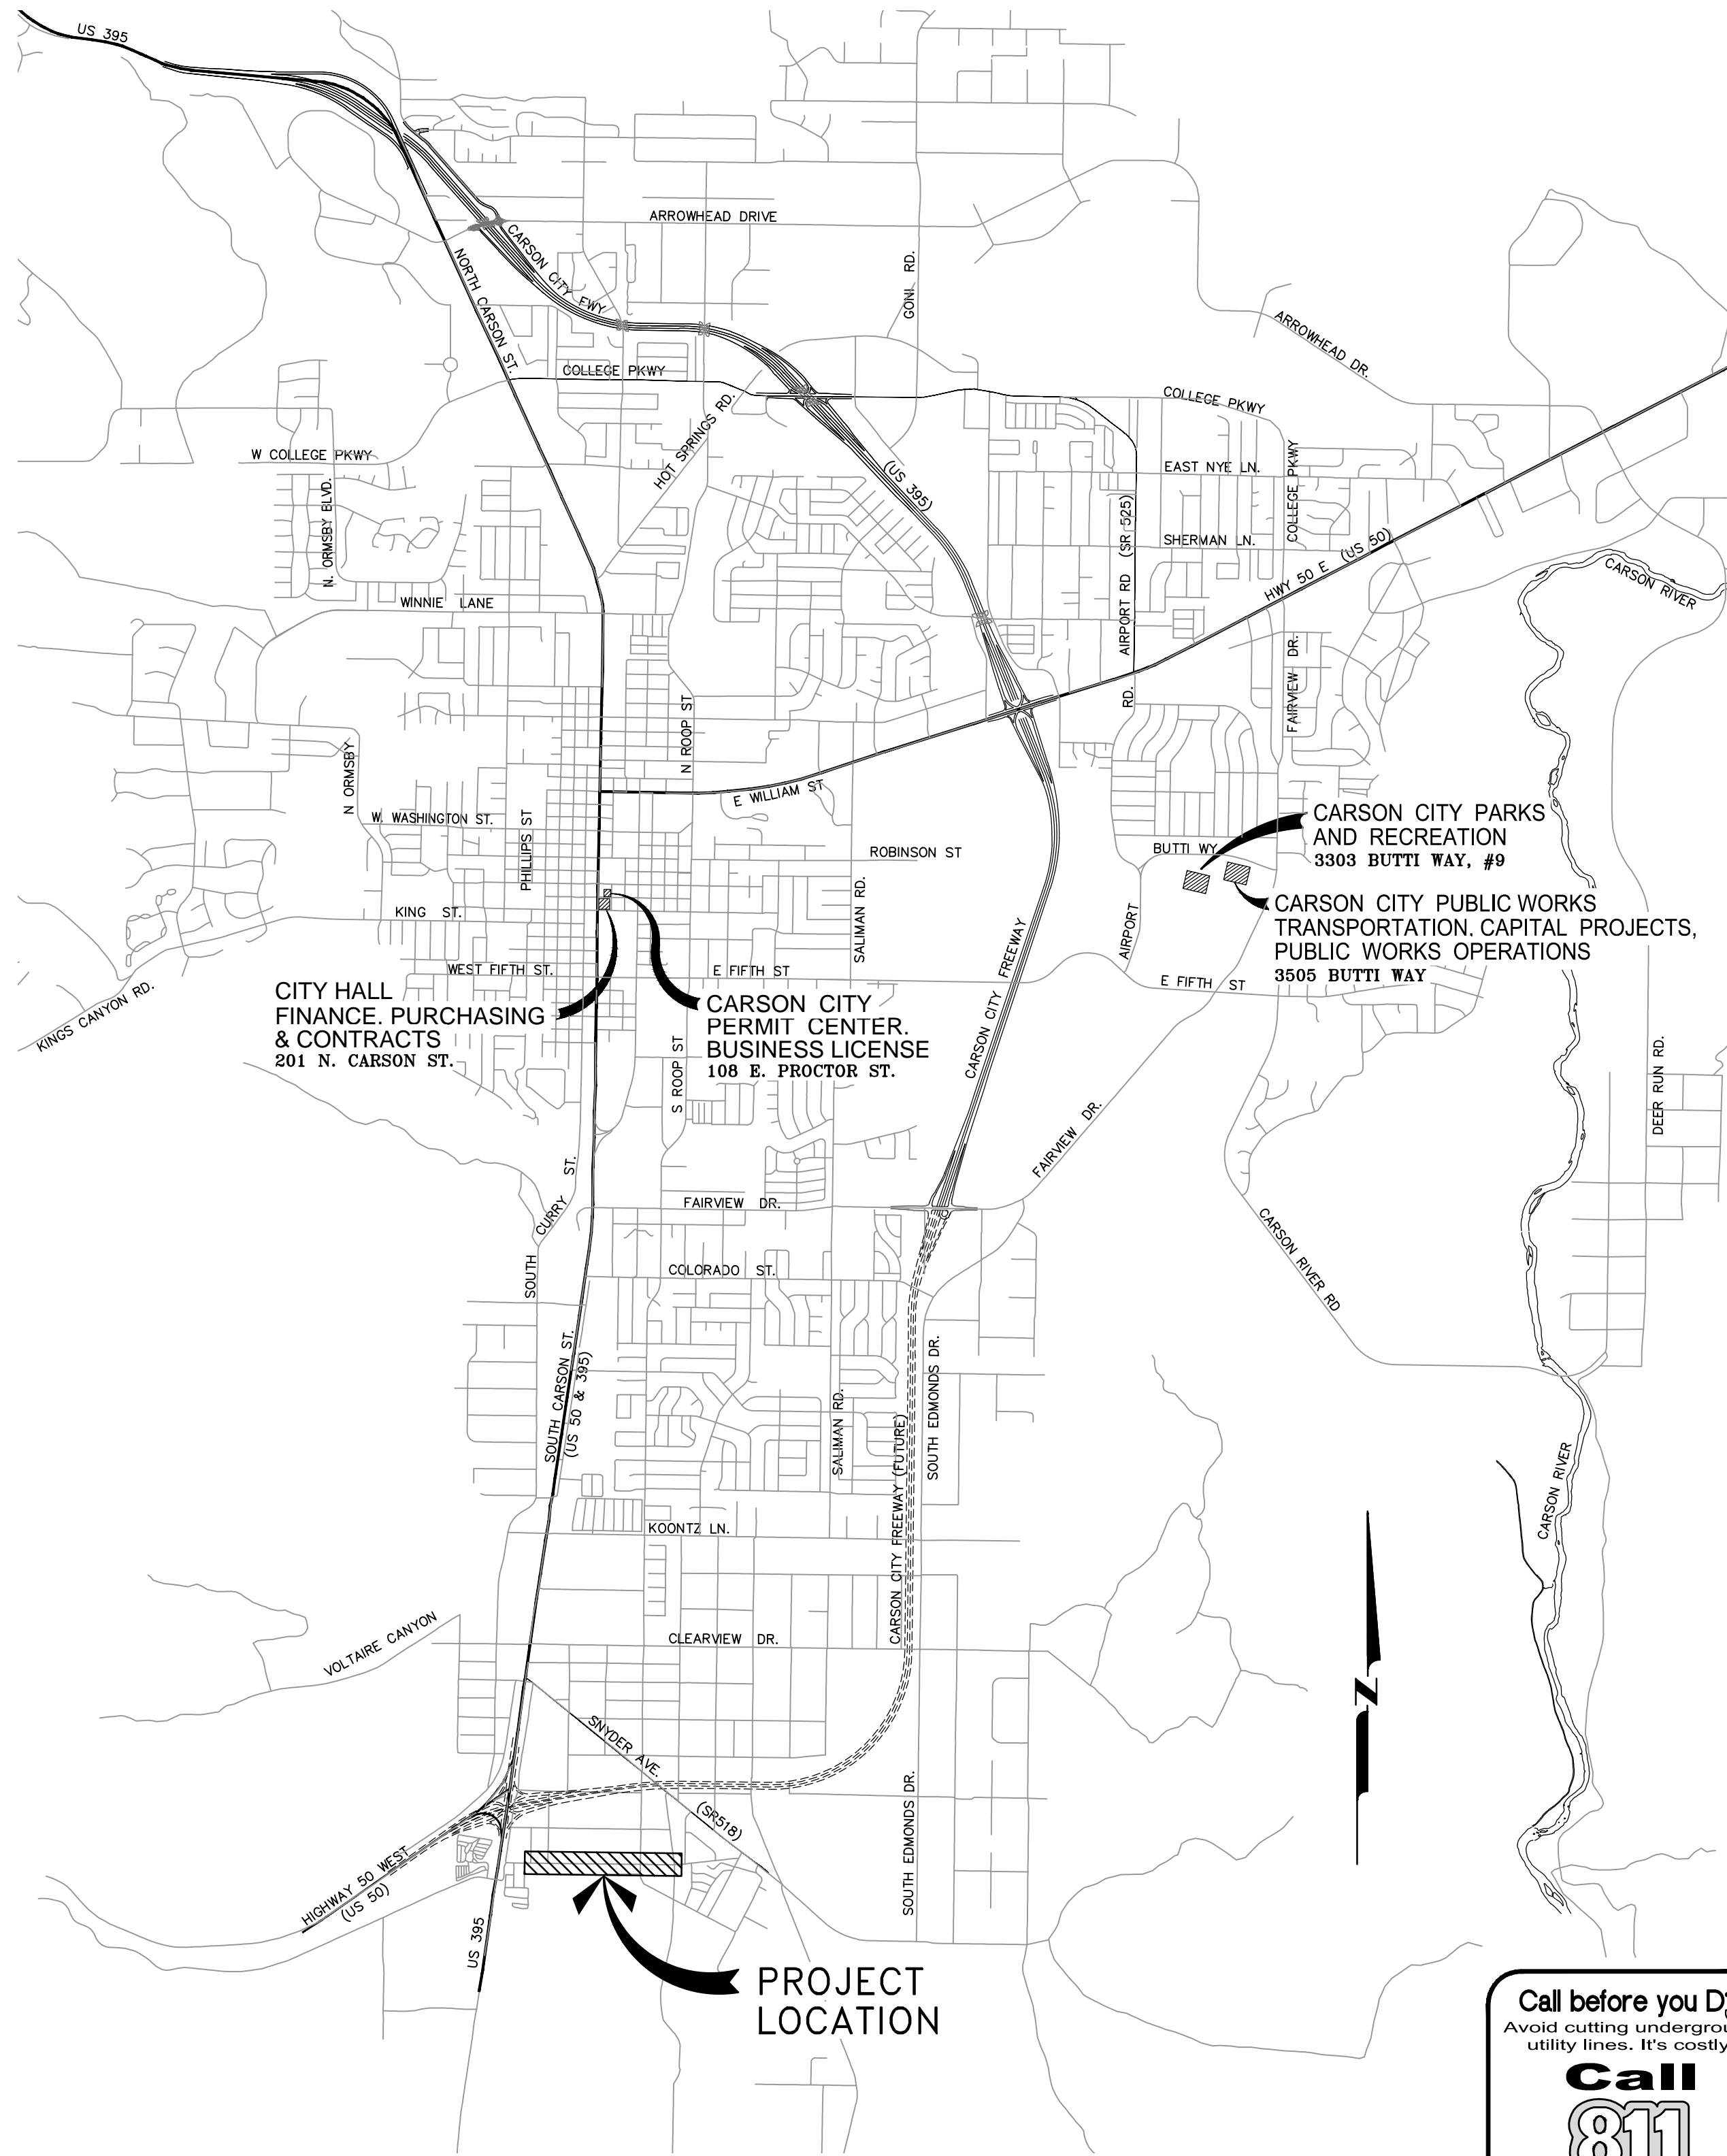 US 395
ARROWHEAD DRIVE
CARSON CITY FWY
NORTH CARSON ST.
GONI RD.
ARROWHEAD DR.
COLLEGE PKWY
COLLEGE PKWY
HOT SPRINGS RD.
W COLLEGE PKWY
N. ORMSBY BLVD.
(US 395)
EAST NYE LN.
COLLEGE PKWY
AIRPORT RD (SR 525)
SHERMAN LN.
HWY 50 E (US 50)
CARSON RIVER
WINNIE LANE
FAIRVIEW DR.
RD.
N ROOP ST
N ORMSBY
E WILLIAM ST
W. WASHINGTON ST.
PHILLIPS ST
ROBINSON ST
BUTTI WY
CARSON CITY PARKS
AND RECREATION
3303 BUTTI WAY, #9
CARSON CITY PUBLIC WORKS
TRANSPORTATION, CAPITAL PROJECTS,
PUBLIC WORKS OPERATIONS
3505 BUTTI WAY
KING ST.
SALIMAN RD.
AIRPORT
WEST FIFTH ST.
E FIFTH ST
E FIFTH ST
CARSON CITY FREEWAY
KINGS CANYON RD.
CITY HALL
FINANCE. PURCHASING
& CONTRACTS
201 N. CARSON ST.
CARSON CITY
PERMIT CENTER.
BUSINESS LICENSE
108 E. PROCTOR ST.
S ROOP ST
DEER RUN RD.
FAIRVIEW DR.
SOUTH CURRY ST.
FAIRVIEW DR.
CARSON RIVER RD
COLORADO ST.
SOUTH CARSON ST.
(US 50 & 395)
SALIMAN RD.
SOUTH EDMONDS DR.
CARSON CITY FREEWAY (FUTURE)
CARSON RIVER
KOONTZ LN.
CLEARVIEW DR.
VOLTAIRE CANYON
N
SNYDER AVE.
(SR518)
SOUTH EDMONDS DR.
HIGHWAY 50 WEST
(US 50)
US 395
PROJECT
LOCATION
Call before you D
Avoid cutting undergrou
utility lines. It's costly
Call
811